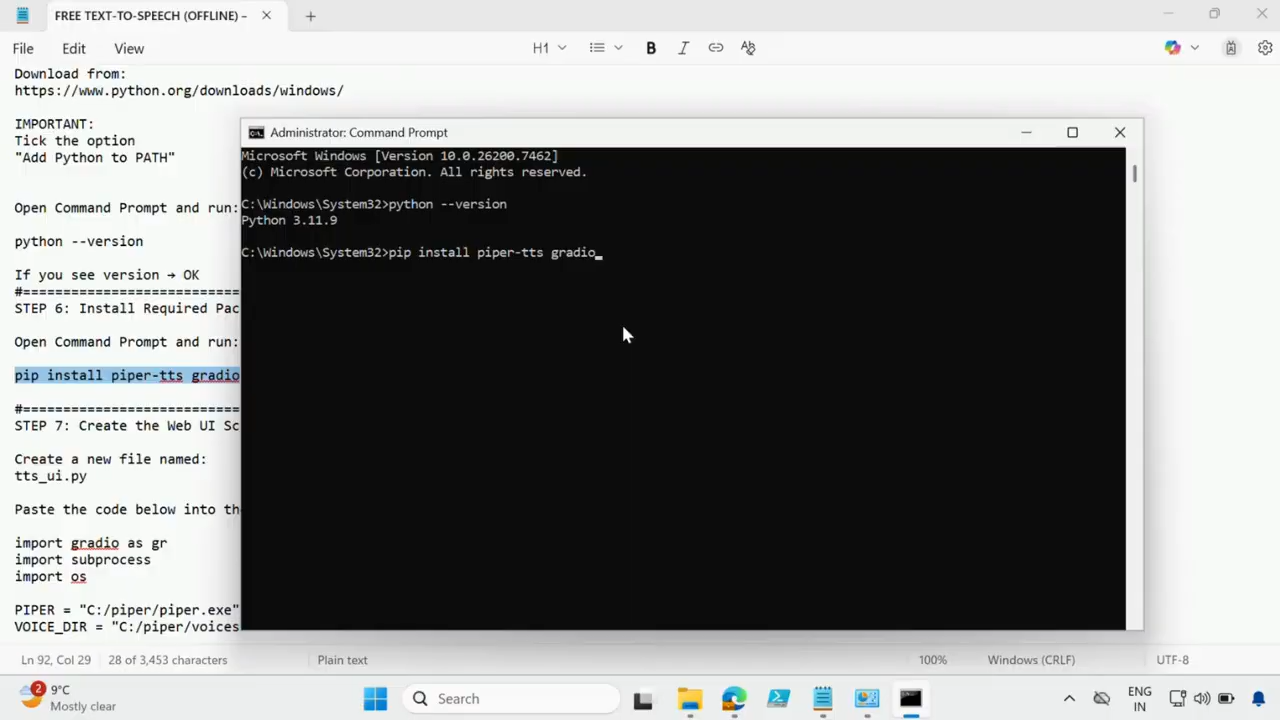 FREE TEXT-TO-SPEECH (OFFLINE) –
File Edit View H1 B I
Download from:
https://www.python.org/downloads/windows/
IMPORTANT:
Tick the option
"Add Python to PATH"
Open Command Prompt and run:
python --version
If you see version → OK
#===========================
STEP 6: Install Required Pac
Open Command Prompt and run:
pip install piper-tts gradio
#===========================
STEP 7: Create the Web UI Sc
Create a new file named:
tts_ui.py
Paste the code below into th
import gradio as gr
import subprocess
import os
PIPER = "C:/piper/piper.exe"
VOICE_DIR = "C:/piper/voices
Administrator: Command Prompt
Microsoft Windows [Version 10.0.26200.7462]
(c) Microsoft Corporation. All rights reserved.
C:\Windows\System32>python --version
Python 3.11.9
C:\Windows\System32>pip install piper-tts gradio
Ln 92, Col 29 28 of 3,453 characters Plain text 100% Windows (CRLF) UTF-8
2
9°C
Mostly clear
Search
ENG
IN